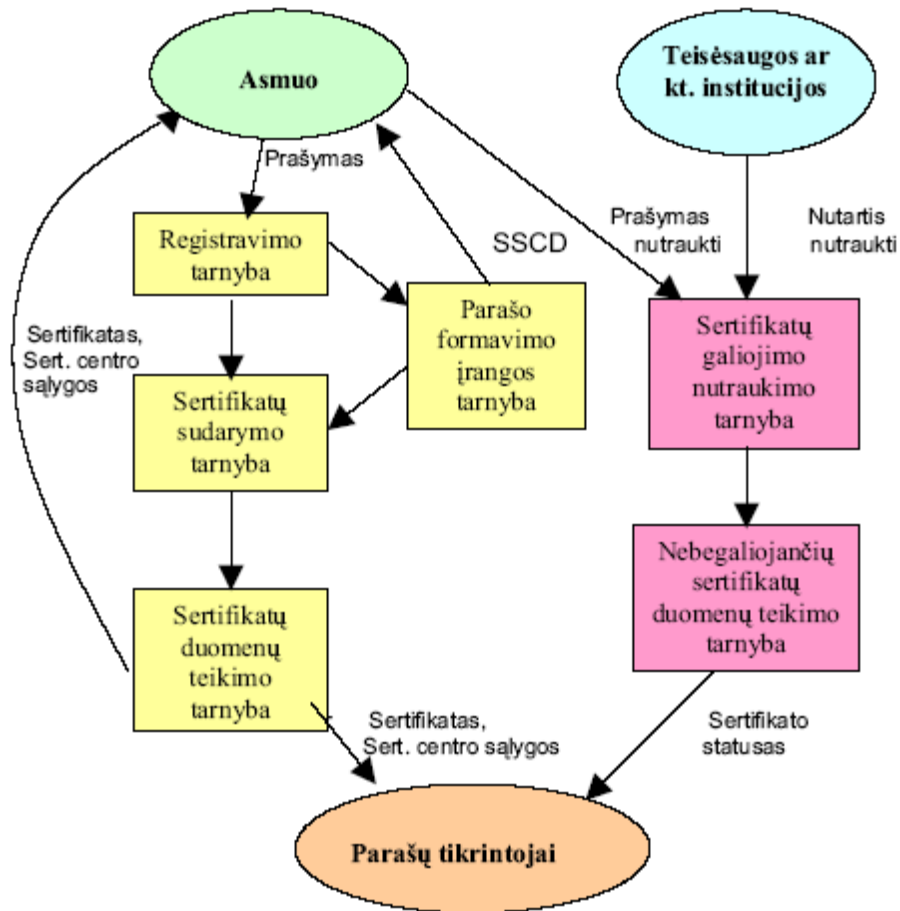 Asmuo
Teisėsaugos ar
kt. institucijos
Prašymas
Prašymas
nutraukti
Nutartis
nutraukti
Registravimo
tarnyba
SSCD
Parašo
formavimo
įrangos
tarnyba
Sertifikatų
galiojimo
nutraukimo
tarnyba
Sertifikatas,
Sert. centro
sąlygos
Sertifikatų
sudarymo
tarnyba
Nebegaliojančių
sertifikatų
duomenų teikimo
tarnyba
Sertifikatų
duomenų
teikimo
tarnyba
Sertifikatas,
Sert. centro sąlygos
Sertifikato
statusas
Parašų tikrintojai